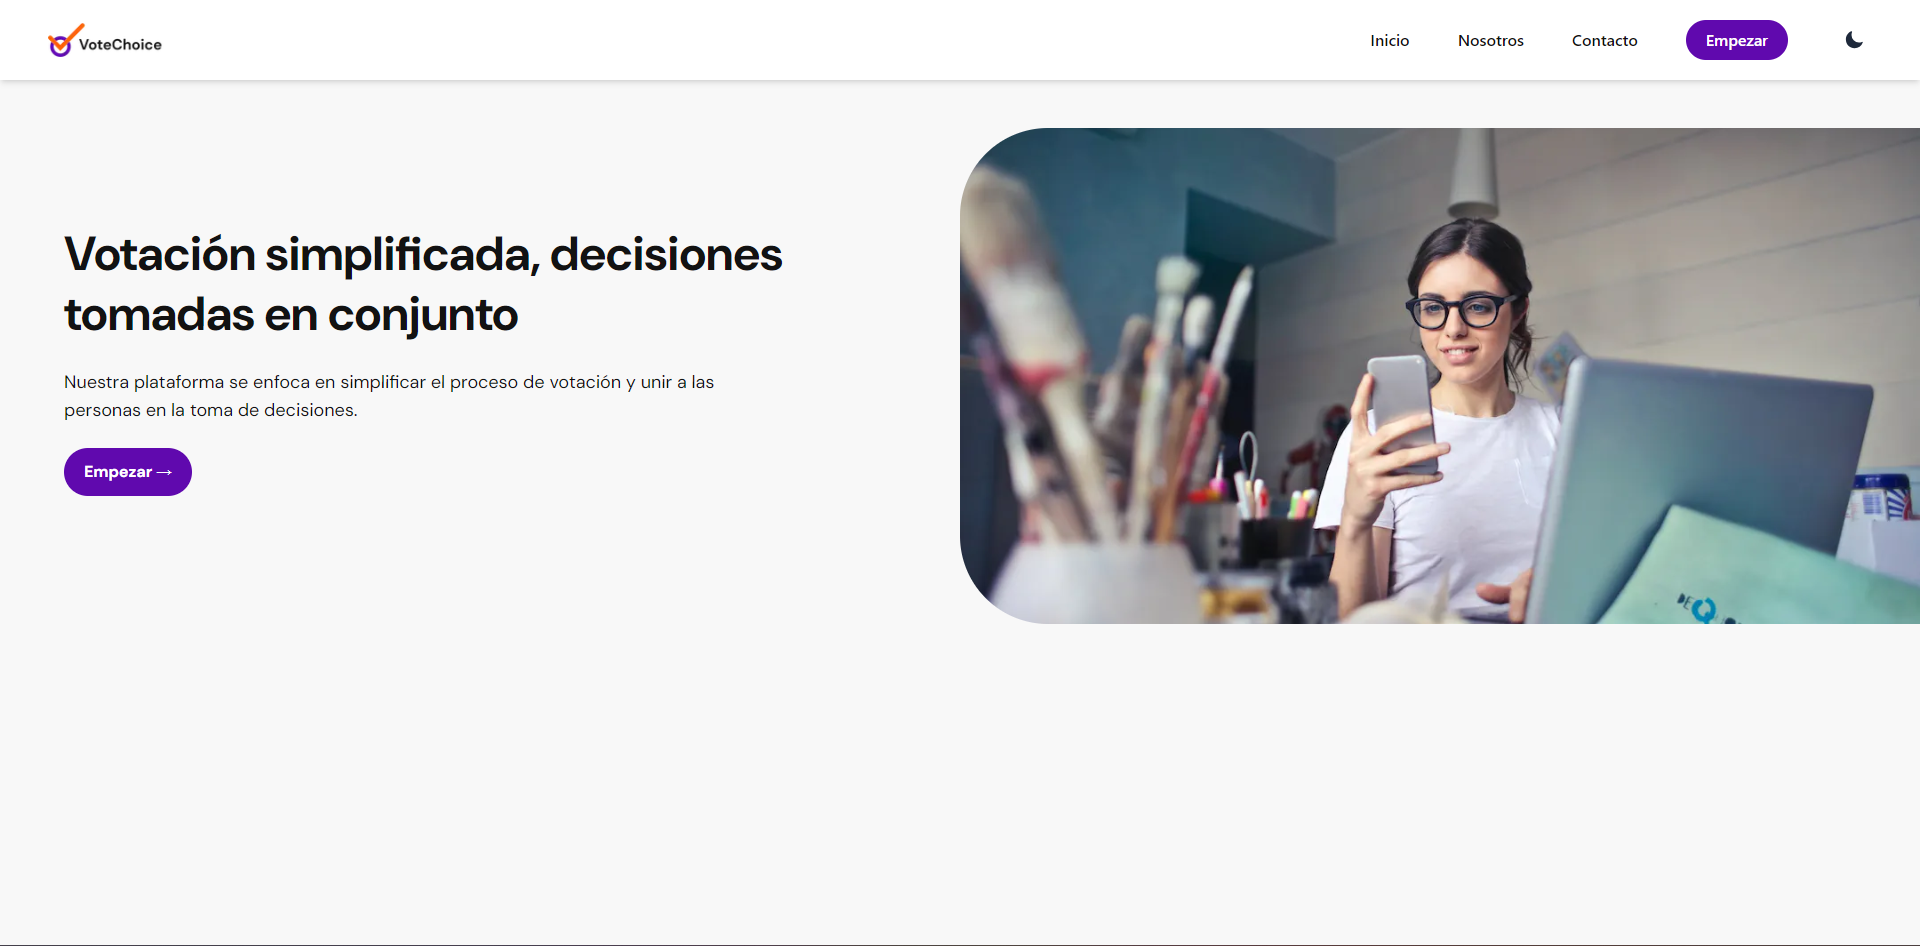 VoteChoice
Inicio
Nosotros
Contacto
Empezar
Votación simplificada, decisiones
tomadas en conjunto
Nuestra plataforma se enfoca en simplificar el proceso de votación y unir a las
personas en la toma de decisiones.
Empezar →